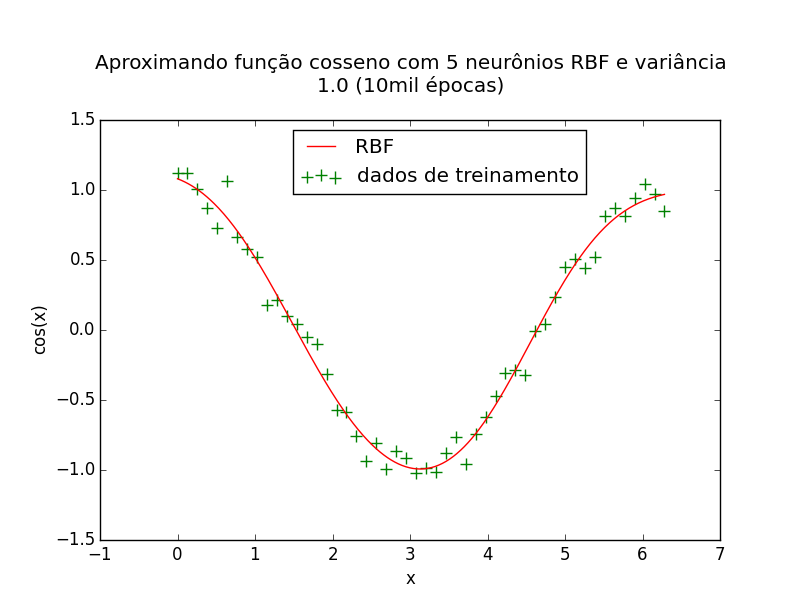 Aproximando função cosseno com 5 neurônios RBF e variância
1.0 (10mil épocas)
1.5
1.0
0.5
0.0
−0.5
−1.0
−1.5
cos(x)
RBF
dados de treinamento
−1 0 1 2 3 4 5 6 7
x